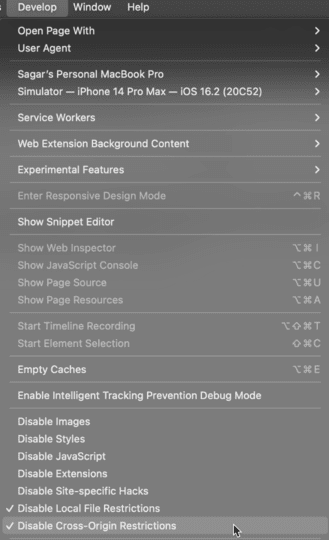 Develop Window Help
Open Page With
User Agent
Sagar's Personal MacBook Pro
Simulator — iPhone 14 Pro Max — iOS 16.2 (20C52)
Service Workers
Web Extension Background Content
Experimental Features
Enter Responsive Design Mode ^⌘R
Show Snippet Editor
Show Web Inspector ⌥⌘I
Show JavaScript Console ⌥⌘C
Show Page Source ⌥⌘U
Show Page Resources ⌥⌘A
Start Timeline Recording ⌥⇧⌘T
Start Element Selection ⇧⌘C
Empty Caches ⌥⌘E
Enable Intelligent Tracking Prevention Debug Mode
Disable Images
Disable Styles
Disable JavaScript
Disable Extensions
Disable Site-specific Hacks
✓ Disable Local File Restrictions
✓ Disable Cross-Origin Restrictions